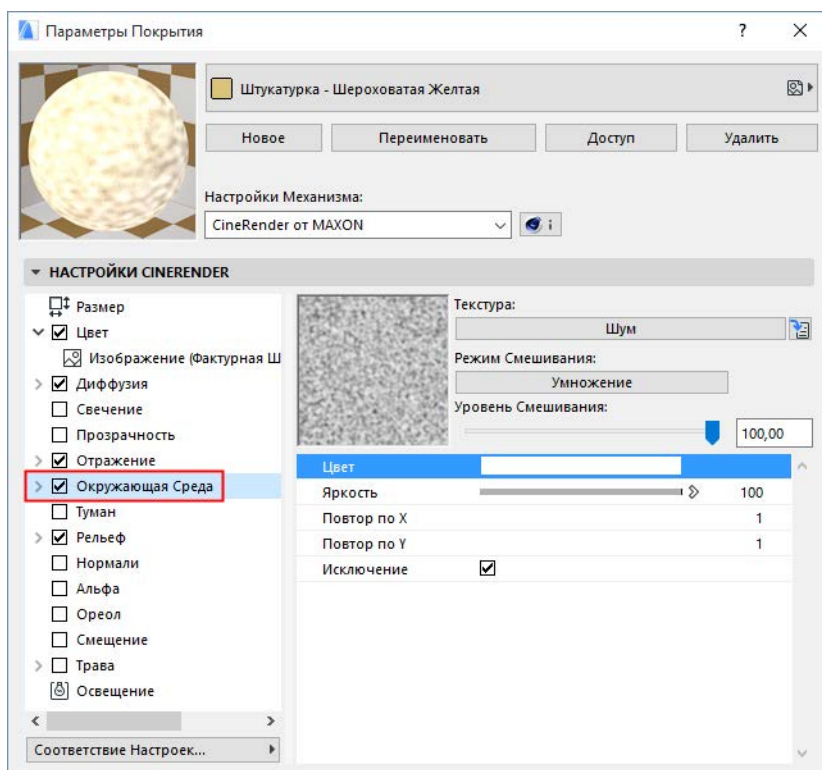 Параметры Покрытия
?
Штукатурка - Шероховатая Желтая
Новое
Переименовать
Доступ
Удалить
Настройки Механизма:
CineRender от MAXON
i
НАСТРОЙКИ CINERENDER
Размер
Цвет
Изображение (Фактурная Ш
Диффузия
Свечение
Прозрачность
Отражение
Окружающая Среда
Туман
Рельеф
Нормали
Альфа
Ореол
Смещение
Трава
Освещение
Соответствие Настроек...
Текстура:
Шум
Режим Смешивания:
Умножение
Уровень Смешивания:
100,00
Цвет
Яркость 100
Повтор по X 1
Повтор по Y 1
Исключение